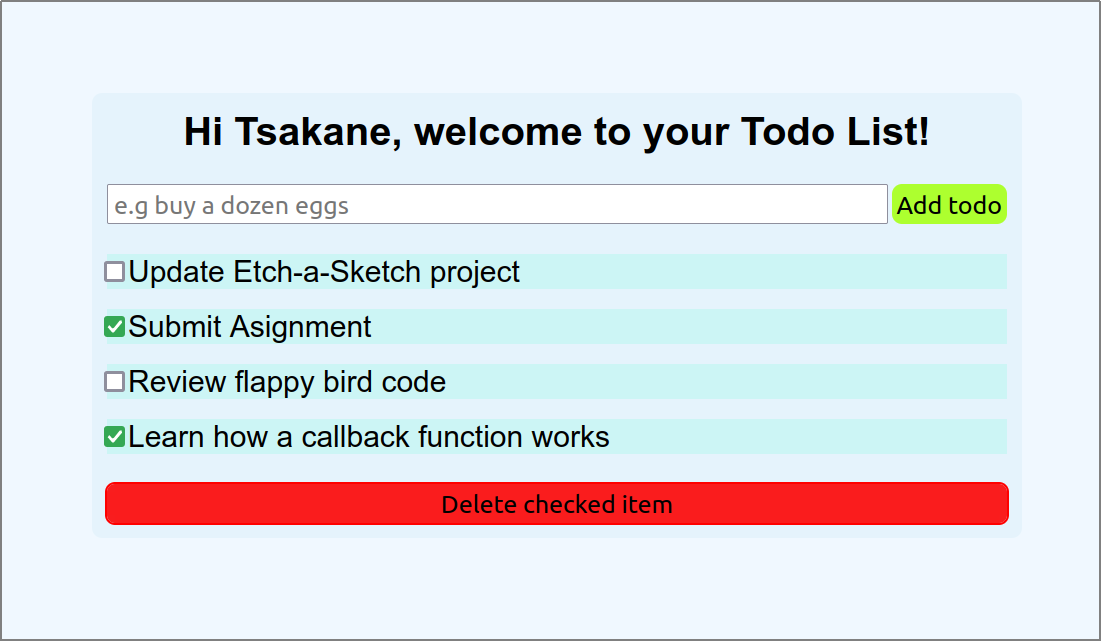 Hi Tsakane, welcome to your Todo List!
e.g buy a dozen eggs
Add todo
Update Etch-a-Sketch project
Submit Asignment
Review flappy bird code
Learn how a callback function works
Delete checked item